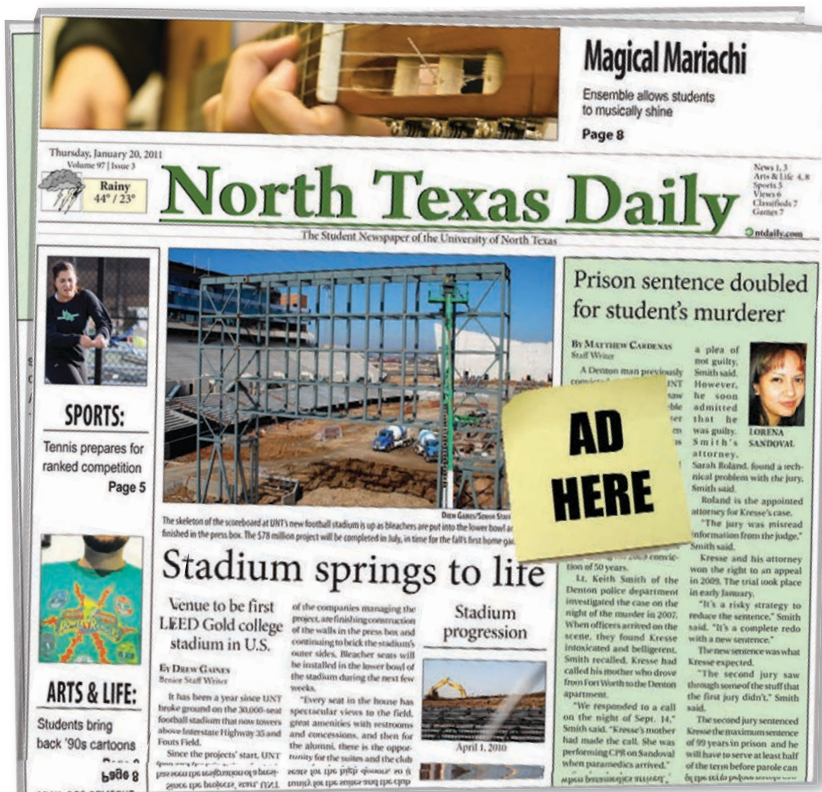 Magical Mariachi
Ensemble allows students
to musically shine
Page 8
Thursday, January 20, 2011
Volume 97 | Issue 3
Rainy
44° / 23°
North Texas Daily
News 1, 3
Arts & Life 4, 8
Sports 5
Views 6
Classifieds 7
Games 7
ntdaily.com
The Student Newspaper of the University of North Texas
SPORTS:
Tennis prepares for
ranked competition
Page 5
ARTS & LIFE:
Students bring
back '90s cartoons
Page 8
Drew Gaines/Senior Staff
The skeleton of the scoreboard at UNT's new football stadium is up as bleachers are put into the lower bowl
finished in the press box. The $78 million project will be completed in July, in time for the fall's first home
Stadium springs to life
Venue to be first
LEED Gold college
stadium in U.S.
By Drew Gaines
Senior Staff Writer
It has been a year since UNT
broke ground on the 30,000-seat
football stadium that now towers
above Interstate Highway 35 and
Fouts Field.
Since the projects' start, UNT
of the companies managing the
project, are finishing construction
of the walls in the press box and
continuing to brick the stadium's
outer sides. Bleacher seats will
be installed in the lower bowl of
the stadium during the next few
weeks.
"Every seat in the house has
spectacular views to the field,
great amenities with restrooms
and concessions, and then for
the alumni, there is the oppor-
tunity for the suites and the club
Stadium
progression
April 1, 2010
Prison sentence doubled
for student's murderer
By Matthew Cardenas
Staff Writer
A Denton man previously
AD
HERE
tion of 50 years.
Lt. Keith Smith of the
Denton police department
investigated the case on the
night of the murder in 2007.
When officers arrived on the
scene, they found Kresse
intoxicated and belligerent,
Smith recalled. Kresse had
called his mother who drove
from Fort Worth to the Denton
apartment.
"We responded to a call
on the night of Sept. 14,"
Smith said. "Kresse's mother
had made the call. She was
performing CPR on Sandoval
when paramedics arrived."
a plea of
not guilty,
Smith said.
However,
he soon
admitted
that he
was guilty.
Smith's
attorney,
LORENA
SANDOVAL
Sarah Roland, found a tech-
nical problem with the jury,
Smith said.
Roland is the appointed
attorney for Kresse's case.
"The jury was misread
information from the judge,"
Smith said.
Kresse and his attorney
won the right to an appeal
in 2009. The trial took place
in early January.
"It's a risky strategy to
reduce the sentence," Smith
said. "It's a complete redo
with a new sentence."
The new sentence was what
Kresse expected.
"The second jury saw
through some of the stuff that
the first jury didn't," Smith
said.
The second jury sentenced
Kresse the maximum sentence
of 99 years in prison and he
will have to serve at least half
of the term before parole can